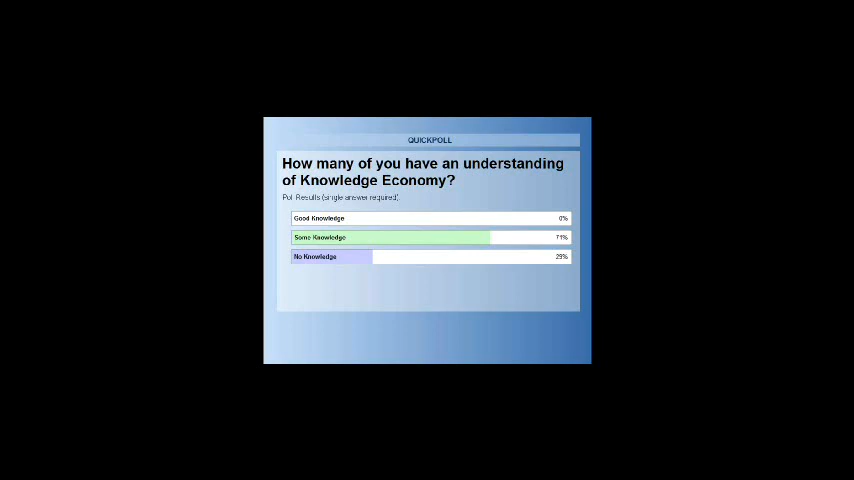 QUICKPOLL
How many of you have an understanding
of Knowledge Economy?
Poll Results (single answer required):
Good Knowledge 0%
Some Knowledge 71%
No Knowledge 29%